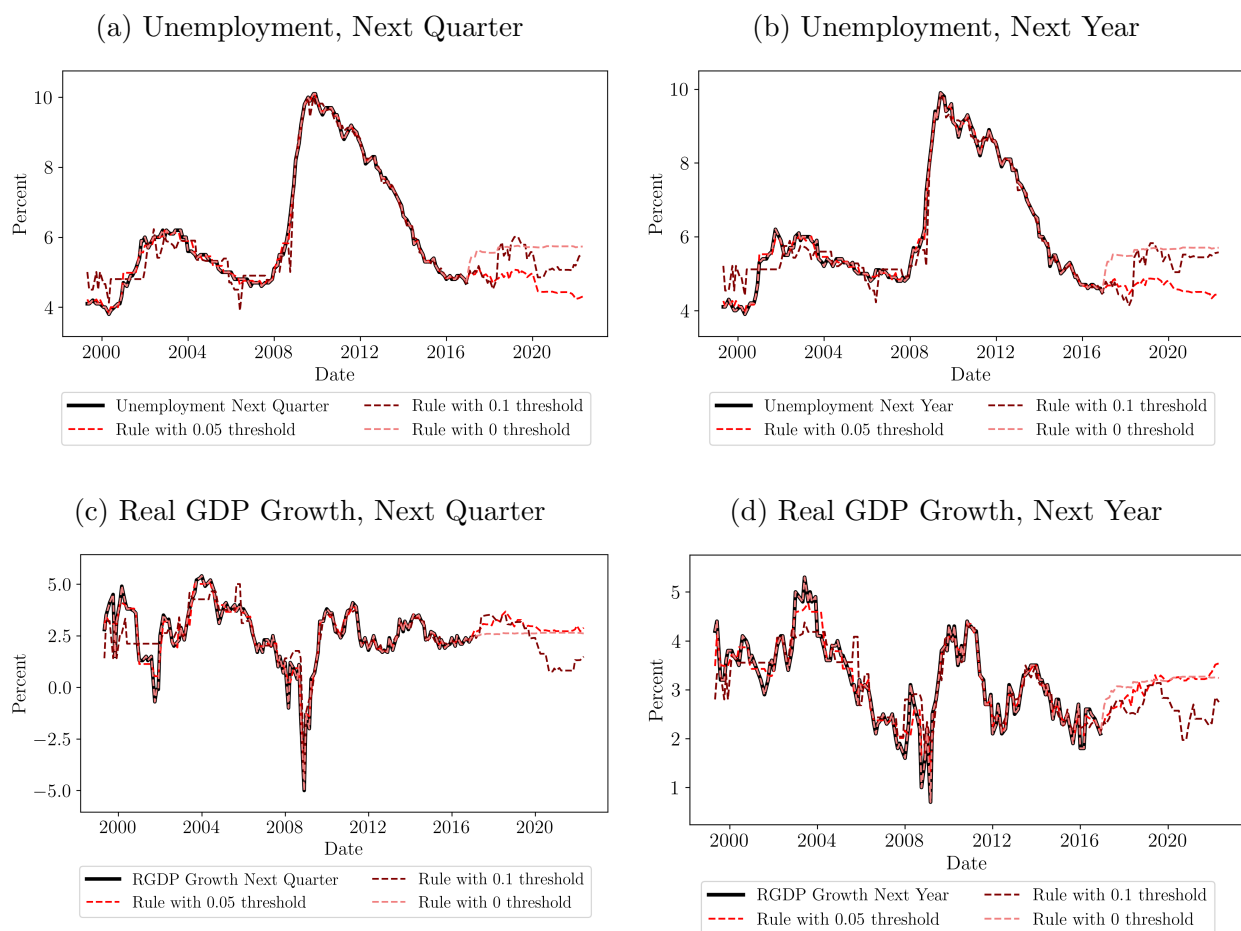 (a) Unemployment, Next Quarter
Percent
10
8
6
4
2000 2004 2008 2012 2016 2020
Date
Unemployment Next Quarter
Rule with 0.05 threshold
Rule with 0.1 threshold
Rule with 0 threshold
(b) Unemployment, Next Year
Percent
10
8
6
4
2000 2004 2008 2012 2016 2020
Date
Unemployment Next Year
Rule with 0.05 threshold
Rule with 0.1 threshold
Rule with 0 threshold
(c) Real GDP Growth, Next Quarter
Percent
5.0
2.5
0.0
−2.5
−5.0
2000 2004 2008 2012 2016 2020
Date
RGDP Growth Next Quarter
Rule with 0.05 threshold
Rule with 0.1 threshold
Rule with 0 threshold
(d) Real GDP Growth, Next Year
Percent
5
4
3
2
1
2000 2004 2008 2012 2016 2020
Date
RGDP Growth Next Year
Rule with 0.05 threshold
Rule with 0.1 threshold
Rule with 0 threshold